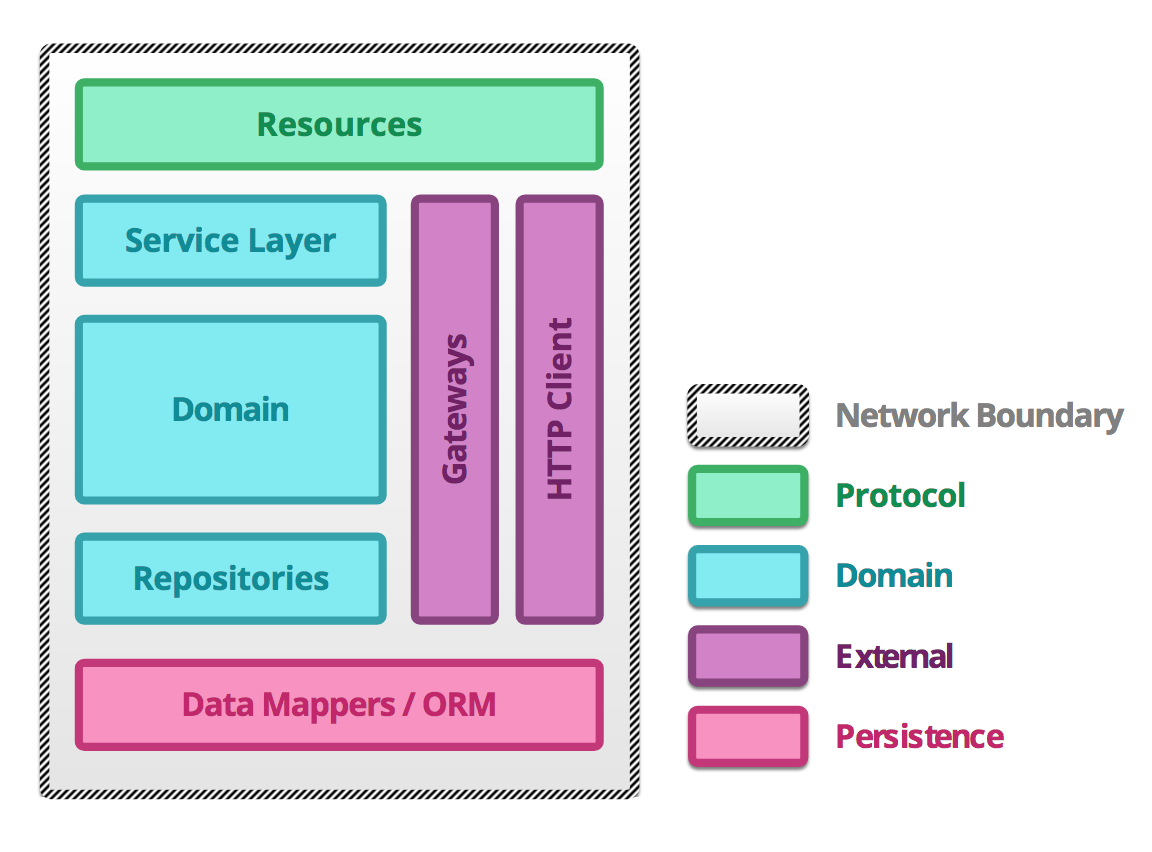 Resources
Service Layer
Domain
Repositories
Gateways
HTTP Client
Data Mappers / ORM
Network Boundary
Protocol
Domain
External
Persistence